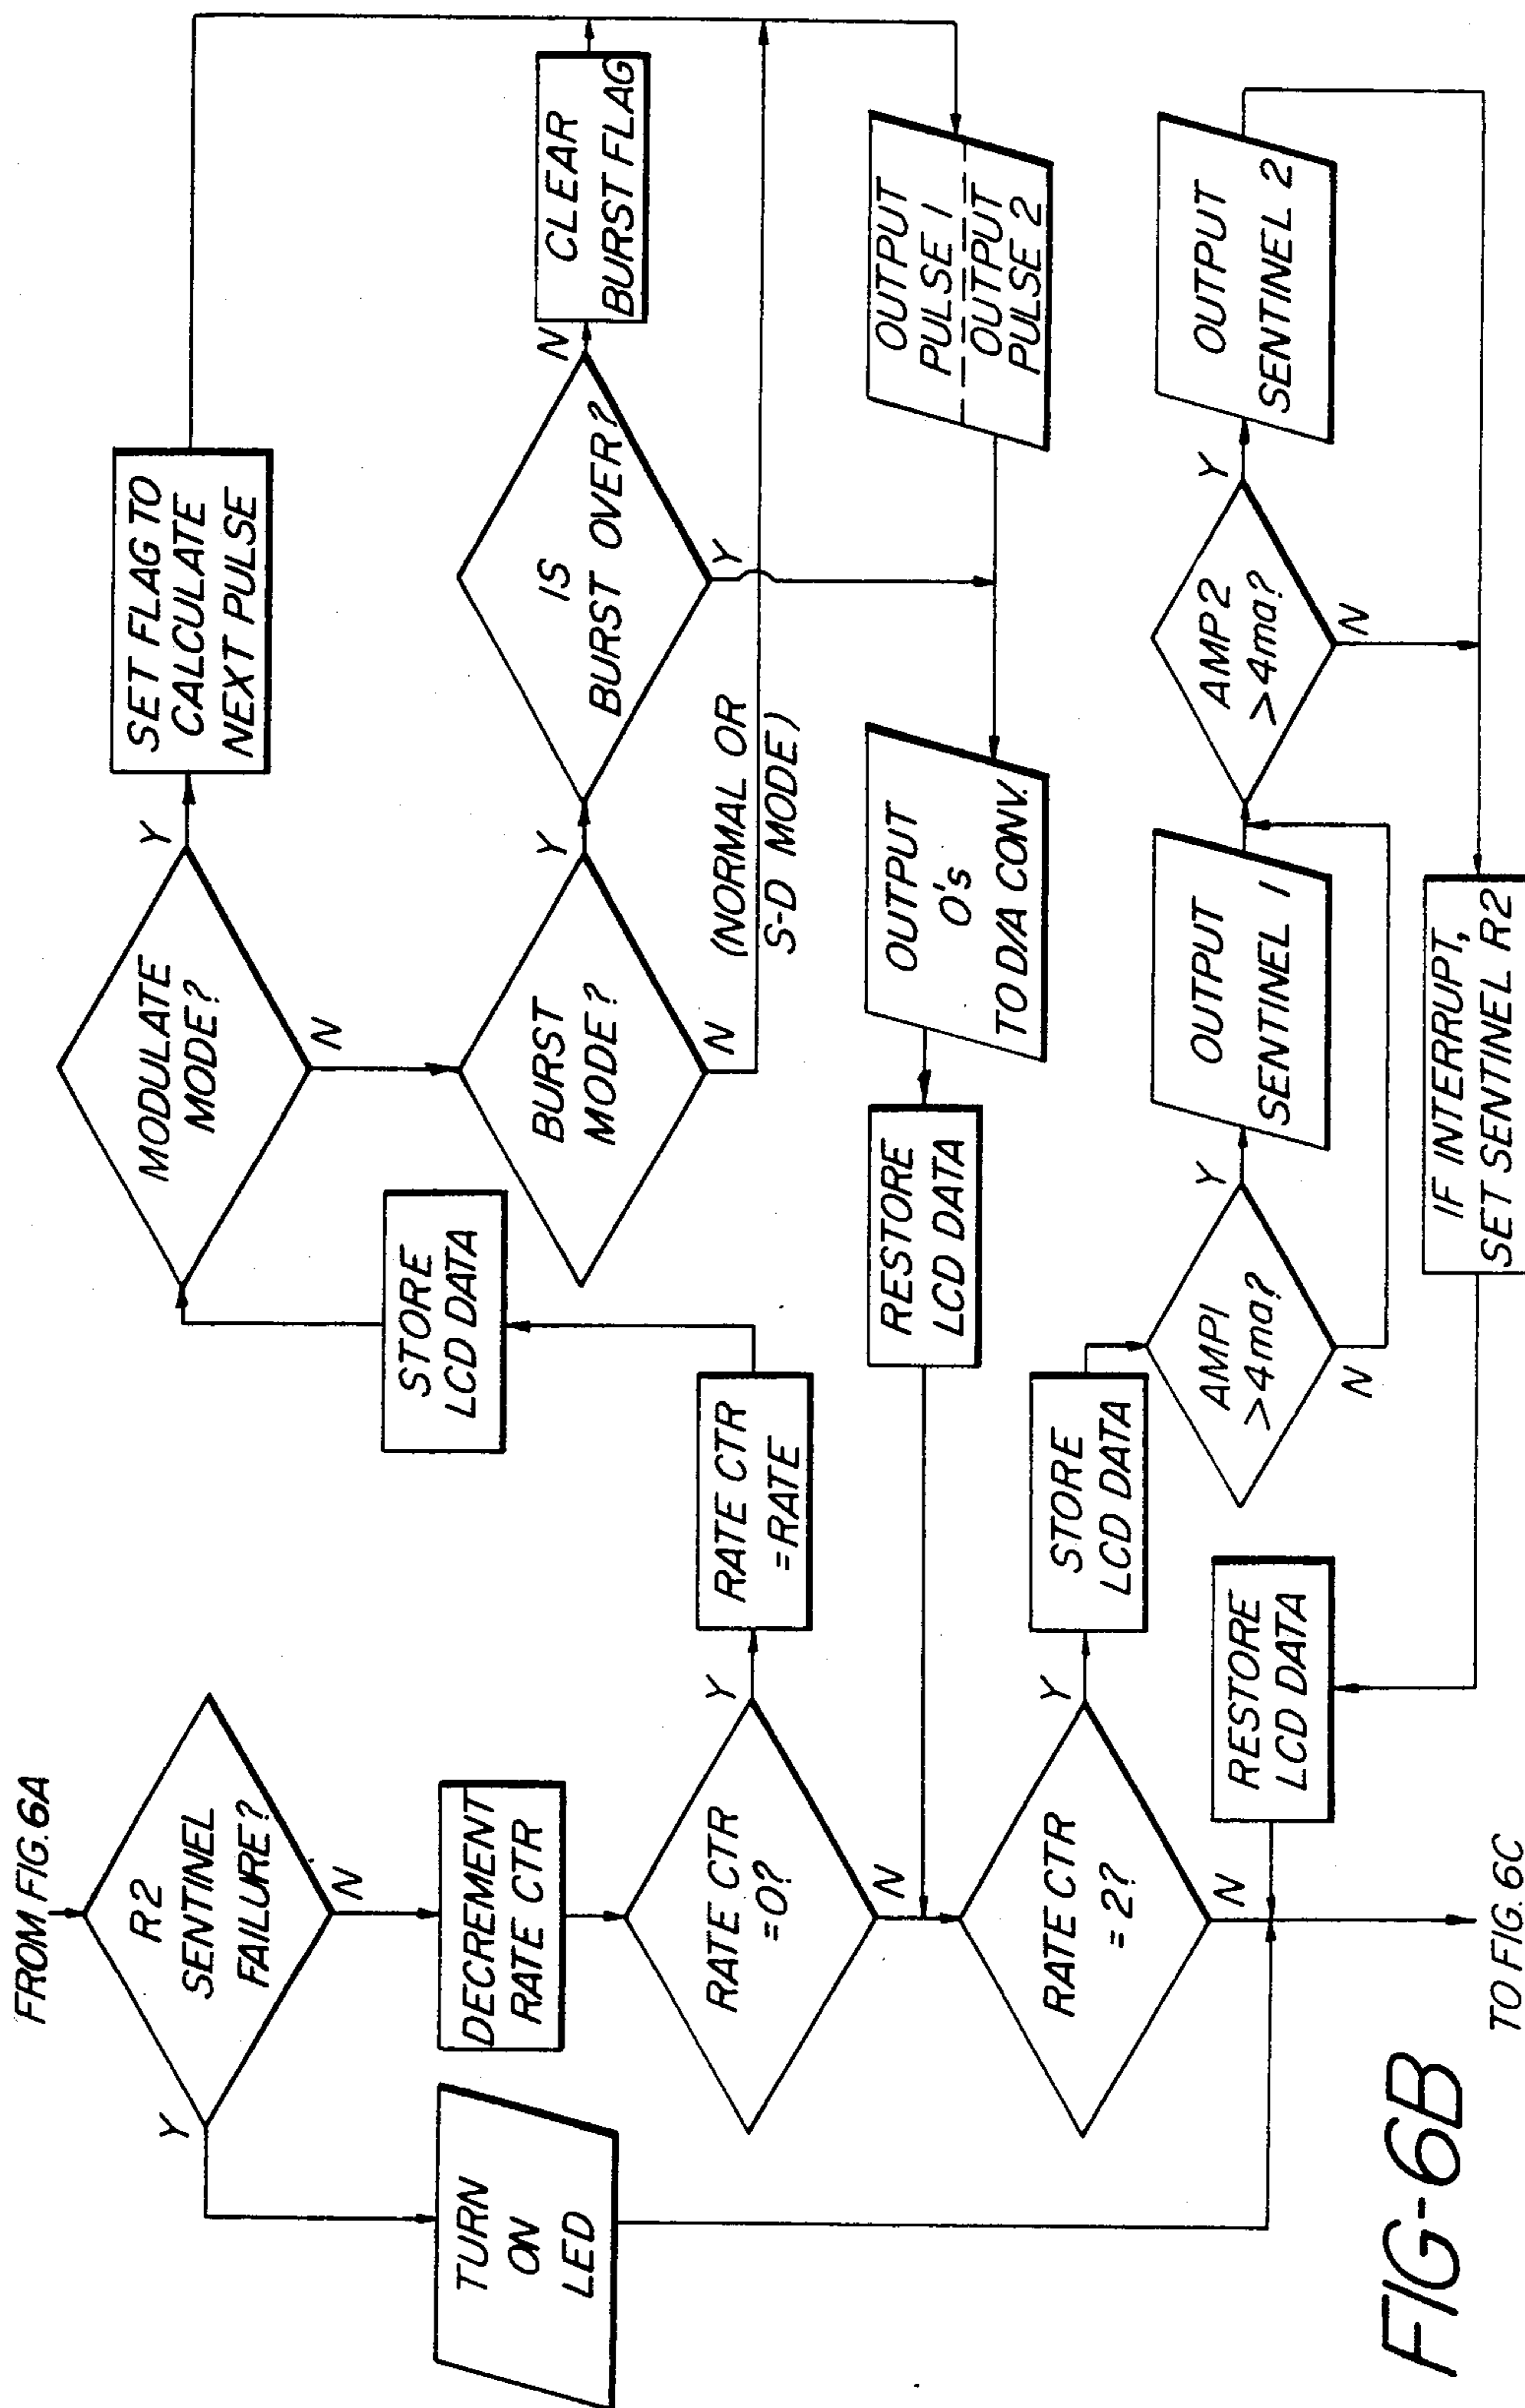 FROM FIG.6A
R2
SENTINEL
FAILURE?
Y
N
TURN
ON
LED
DECREMENT
RATE CTR
RATE CTR
=0?
Y
N
RATE CTR
=RATE
STORE
LCD DATA
MODULATE
MODE?
Y
N
SET FLAG TO
CALCULATE
NEXT PULSE
BURST
MODE?
Y
N
(NORMAL OR
S-D MODE)
IS
BURST OVER?
N
Y
CLEAR
BURST FLAG
OUTPUT
PULSE 1
OUTPUT
PULSE 2
OUTPUT
O's
TO D/A CONV.
RESTORE
LCD DATA
RATE CTR
=2?
Y
N
STORE
LCD DATA
AMP1
>4ma?
Y
N
OUTPUT
SENTINEL 1
AMP2
>4ma?
Y
N
OUTPUT
SENTINEL 2
IF INTERRUPT,
SET SENTINEL R2
RESTORE
LCD DATA
TO FIG.6C
FIG-6B